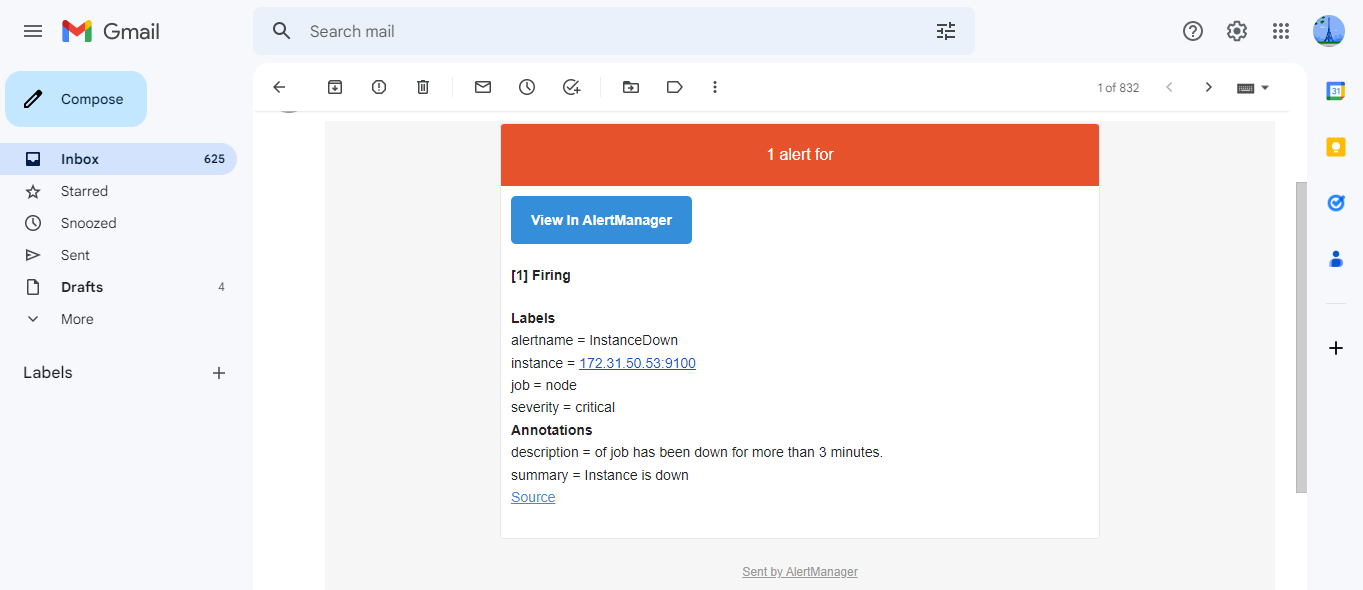 Gmail
Search mail
Compose
1 of 832
Inbox 625
Starred
Snoozed
Sent
Drafts 4
More
Labels
31
1 alert for
View In AlertManager
[1] Firing
Labels
alertname = InstanceDown
instance = 172.31.50.53:9100
job = node
severity = critical
Annotations
description = of job has been down for more than 3 minutes.
summary = Instance is down
Source
Sent by AlertManager